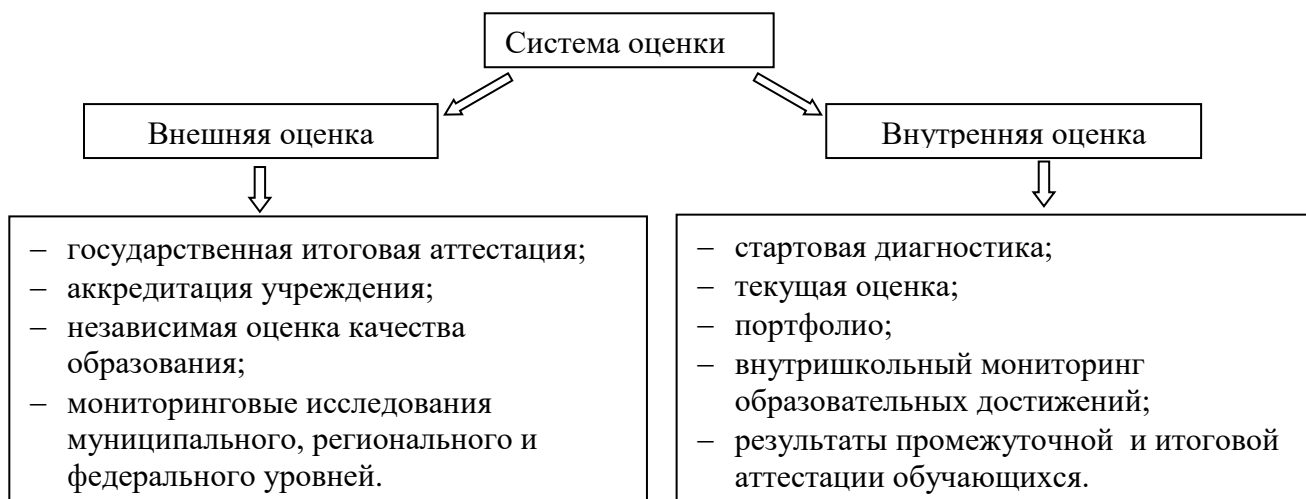 Система оценки
Внешняя оценка
Внутренняя оценка
– государственная итоговая аттестация;
– аккредитация учреждения;
– независимая оценка качества
образования;
– мониторинговые исследования
муниципального, регионального и
федерального уровней.
– стартовая диагностика;
– текущая оценка;
– портфолио;
– внутришкольный мониторинг
образовательных достижений;
– результаты промежуточной и итоговой
аттестации обучающихся.